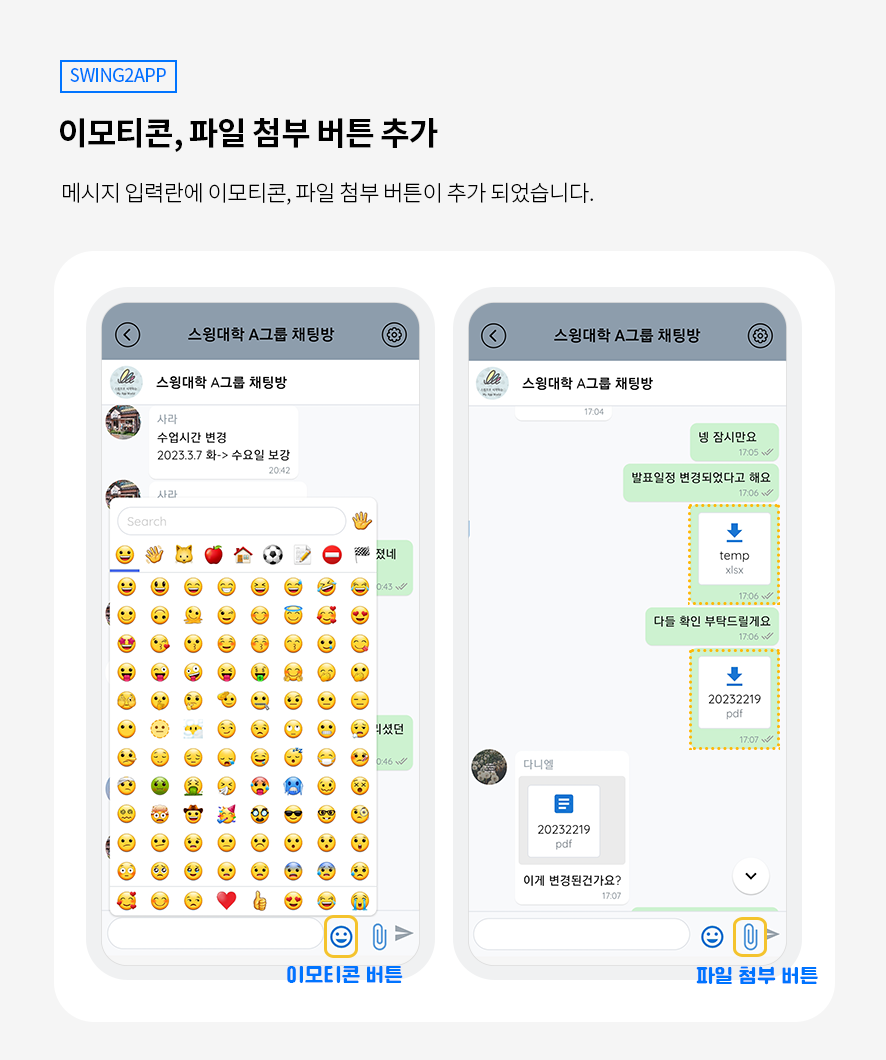 SWING2APP
이모티콘, 파일 첨부 버튼 추가
메시지 입력란에 이모티콘, 파일 첨부 버튼이 추가 되었습니다.
스윙대학 A그룹 채팅방
스윙대학 A그룹 채팅방
사라
수업시간 변경
2023.3.7 화-> 수요일 보강
20:42
사라
Search
졌네
0:43
리셨던
0:46
이모티콘 버튼
스윙대학 A그룹 채팅방
스윙대학 A그룹 채팅방
17:04
넹 잠시만요
17:05
발표일정 변경되었다고 해요
17:06
temp
xlsx
17:06
다들 확인 부탁드릴게요
17:06
20232219
pdf
17:07
다니엘
20232219
pdf
이게 변경된건가요?
17:07
파일 첨부 버튼